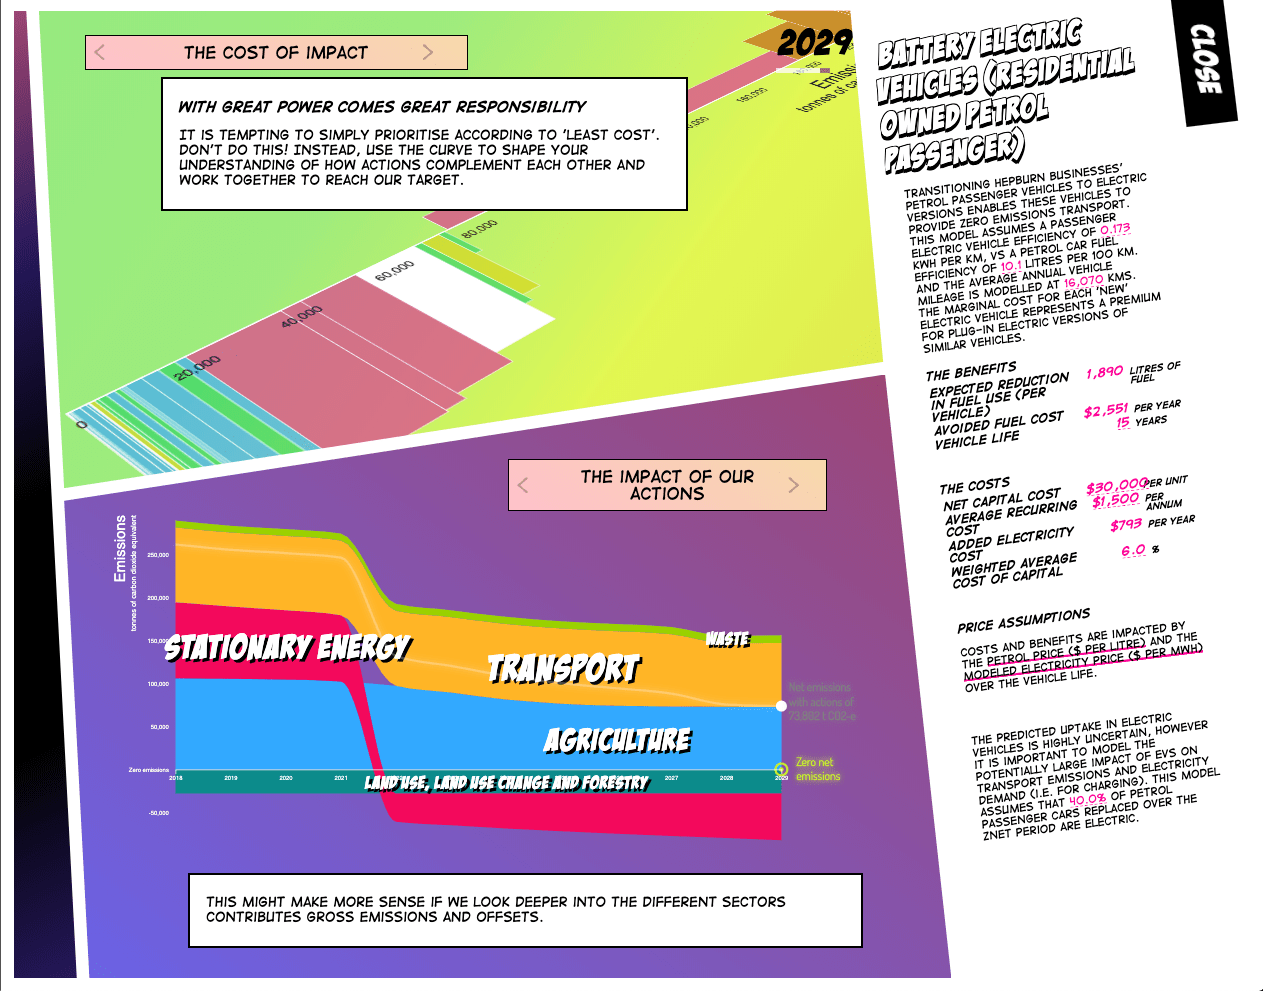 THE COST OF IMPACT
WITH GREAT POWER COMES GREAT RESPONSIBILITY
IT IS TEMPTING TO SIMPLY PRIORITISE ACCORDING TO 'LEAST COST'.
DON'T DO THIS! INSTEAD, USE THE CURVE TO SHAPE YOUR
UNDERSTANDING OF HOW ACTIONS COMPLEMENT EACH OTHER AND
WORK TOGETHER TO REACH OUR TARGET.
2029
Emissi
tonnes of ca
160,000
80,000
60,000
40,000
20,000
0
THE IMPACT OF OUR
ACTIONS
Emissions
tonnes of carbon dioxide equivalent
250,000
200,000
150,000
100,000
50,000
Zero emissions
-50,000
STATIONARY ENERGY
TRANSPORT
WASTE
AGRICULTURE
LAND USE, LAND USE CHANGE AND FORESTRY
Net emissions
with actions of
73,802 t CO2-e
Zero net
emissions
2018
2019
2020
2021
2027
2028
2029
THIS MIGHT MAKE MORE SENSE IF WE LOOK DEEPER INTO THE DIFFERENT SECTORS
CONTRIBUTES GROSS EMISSIONS AND OFFSETS.
CLOSE
BATTERY ELECTRIC
VEHICLES (RESIDENTIAL
OWNED PETROL
PASSENGER)
TRANSITIONING HEPBURN BUSINESSES'
PETROL PASSENGER VEHICLES TO ELECTRIC
VERSIONS ENABLES THESE VEHICLES TO
PROVIDE ZERO EMISSIONS TRANSPORT.
THIS MODEL ASSUMES A PASSENGER
ELECTRIC VEHICLE EFFICIENCY OF 0.173
KWH PER KM, VS A PETROL CAR FUEL
EFFICIENCY OF 10.1 LITRES PER 100 KM.
AND THE AVERAGE ANNUAL VEHICLE
MILEAGE IS MODELLED AT 16,070 KMS.
THE MARGINAL COST FOR EACH 'NEW'
ELECTRIC VEHICLE REPRESENTS A PREMIUM
FOR PLUG-IN ELECTRIC VERSIONS OF
SIMILAR VEHICLES.
THE BENEFITS
EXPECTED REDUCTION
IN FUEL USE (PER
VEHICLE)
1,890 LITRES OF
FUEL
AVOIDED FUEL COST
$2,551 PER YEAR
VEHICLE LIFE
15 YEARS
THE COSTS
NET CAPITAL COST
$30,000 PER UNIT
AVERAGE RECURRING
COST
$1,500 PER
ANNUM
ADDED ELECTRICITY
COST
$793 PER YEAR
WEIGHTED AVERAGE
COST OF CAPITAL
6.0 %
PRICE ASSUMPTIONS
COSTS AND BENEFITS ARE IMPACTED BY
THE PETROL PRICE ($ PER LITRE) AND THE
MODELED ELECTRICITY PRICE ($ PER MWH)
OVER THE VEHICLE LIFE.
THE PREDICTED UPTAKE IN ELECTRIC
VEHICLES IS HIGHLY UNCERTAIN, HOWEVER
IT IS IMPORTANT TO MODEL THE
POTENTIALLY LARGE IMPACT OF EVS ON
TRANSPORT EMISSIONS AND ELECTRICITY
DEMAND (I.E. FOR CHARGING). THIS MODEL
ASSUMES THAT 40.0% OF PETROL
PASSENGER CARS REPLACED OVER THE
ZNET PERIOD ARE ELECTRIC.